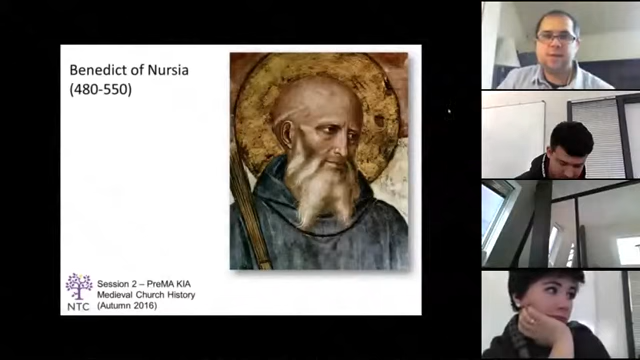 Benedict of Nursia
(480-550)
Session 2 – PreMA KIA
Medieval Church History
(Autumn 2016)
NTC